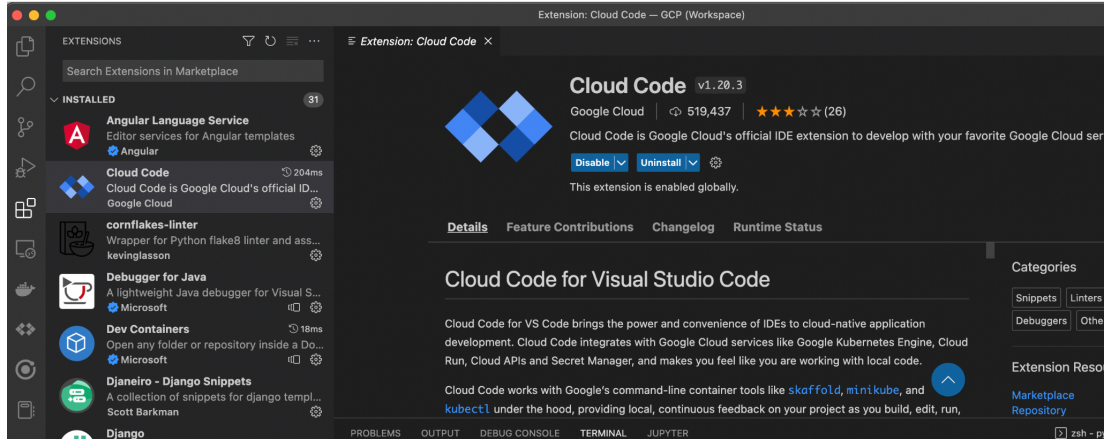 Extension: Cloud Code — GCP (Workspace)
EXTENSIONS
Search Extensions in Marketplace
INSTALLED
31
Angular Language Service
Editor services for Angular templates
Angular
Cloud Code 204ms
Cloud Code is Google Cloud's official ID...
Google Cloud
cornflakes-linter
Wrapper for Python flake8 linter and ass...
kevinglasson
Debugger for Java
A lightweight Java debugger for Visual S...
Microsoft
Dev Containers 18ms
Open any folder or repository inside a Do...
Microsoft
Djaneiro - Django Snippets
A collection of snippets for django templ...
Scott Barkman
Django
Extension: Cloud Code
Cloud Code v1.20.3
Google Cloud 519,437 (26)
Cloud Code is Google Cloud's official IDE extension to develop with your favorite Google Cloud ser
Disable Uninstall
This extension is enabled globally.
Details Feature Contributions Changelog Runtime Status
Cloud Code for Visual Studio Code
Cloud Code for VS Code brings the power and convenience of IDEs to cloud-native application
development. Cloud Code integrates with Google Cloud services like Google Kubernetes Engine, Cloud
Run, Cloud APIs and Secret Manager, and makes you feel like you are working with local code.
Cloud Code works with Google's command-line container tools like skaffold, minikube, and
kubectl under the hood, providing local, continuous feedback on your project as you build, edit, run,
Categories
Snippets Linters
Debuggers Othe
Extension Resou
Marketplace
Repository
PROBLEMS OUTPUT DEBUG CONSOLE TERMINAL JUPYTER
zsh - py